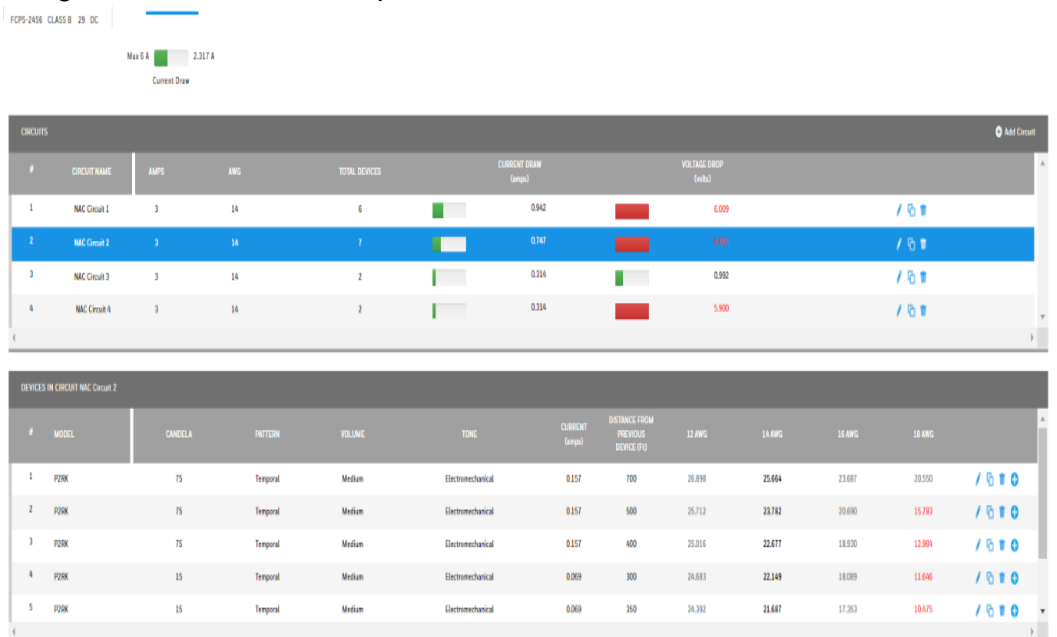 FCPS-24S6 CLASS B 29 DC
Max 6 A 2.317 A
Current Draw
CIRCUITS Add Circuit
# CIRCUIT NAME AMPS AWG TOTAL DEVICES CURRENT DRAW (amps) VOLTAGE DROP (volts)
1 NAC Circuit 1 3 14 6 0.942 6.009
2 NAC Circuit 2 3 14 7 0.747
3 NAC Circuit 3 3 14 2 0.314 0.992
4 NAC Circuit 4 3 14 2 0.314 5.900
DEVICES IN CIRCUIT NAC Circuit 2
# MODEL CANDELA PATTERN VOLUME TONE CURRENT (amps) DISTANCE FROM PREVIOUS DEVICE (Ft) 12 AWG 14 AWG 16 AWG 18 AWG
1 P2RK 75 Temporal Medium Electromechanical 0.157 700 26.898 25.664 23.687 20.550
2 P2RK 75 Temporal Medium Electromechanical 0.157 500 25.712 23.782 20.690 15.783
3 P2RK 75 Temporal Medium Electromechanical 0.157 400 25.016 22.677 18.930 12.984
4 P2RK 15 Temporal Medium Electromechanical 0.069 300 24.683 22.149 18.089 11.646
5 P2RK 15 Temporal Medium Electromechanical 0.069 350 24.392 21.687 17.353 10.475